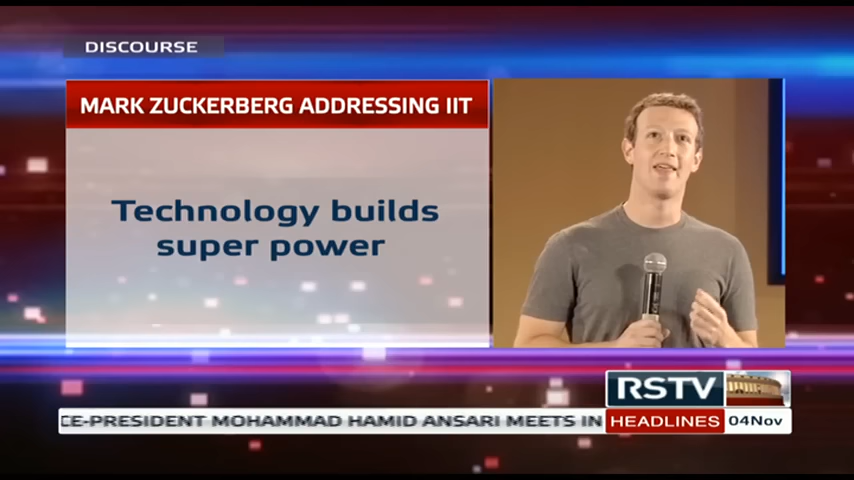 DISCOURSE
MARK ZUCKERBERG ADDRESSING IIT
Technology builds
super power
RSTV
CE-PRESIDENT MOHAMMAD HAMID ANSARI MEETS IN
HEADLINES
04Nov